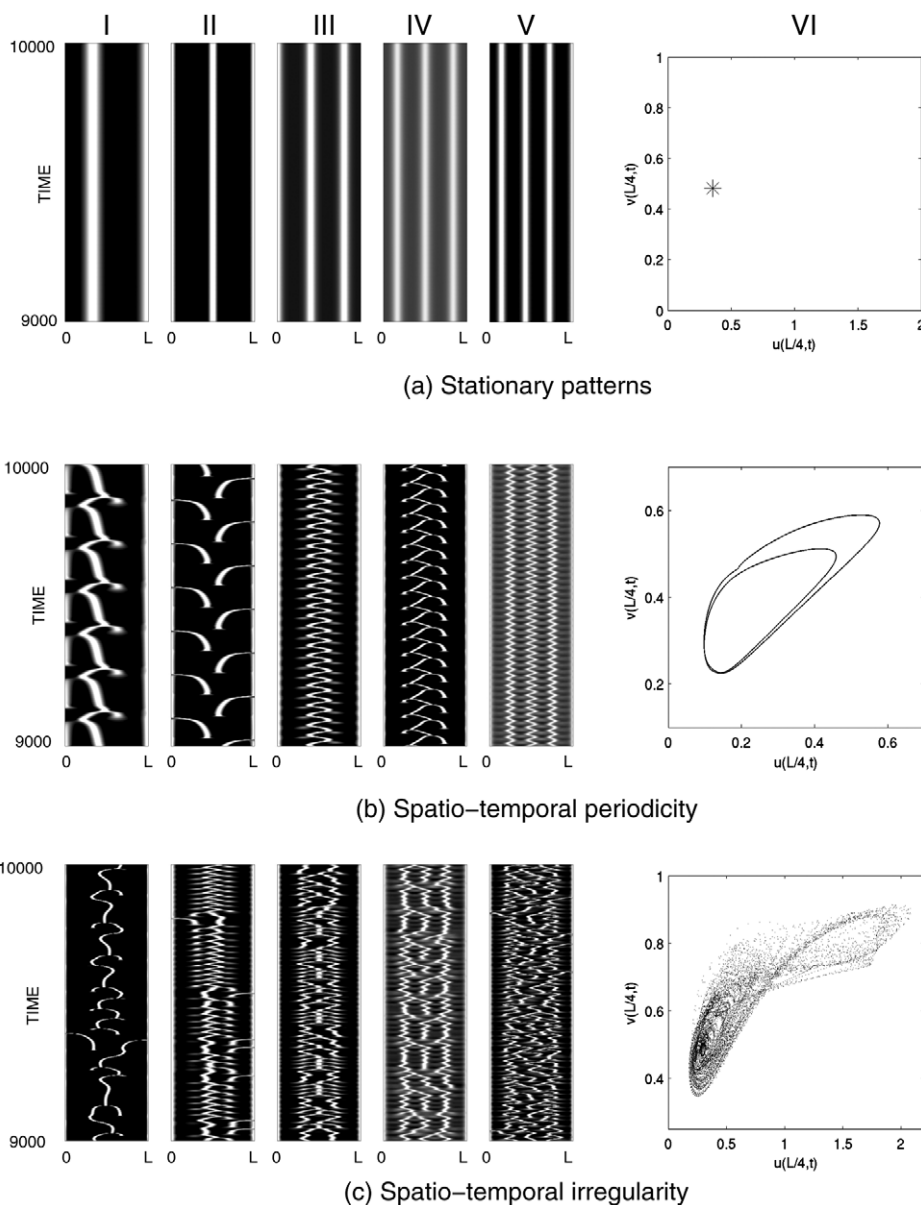 I II III IV V VI
10000
TIME
9000
0 L 0 L 0 L 0 L 0 L
1
0.8
0.6
0.4
0.2
0
v(L/4,t)
0 0.5 1 1.5 2
u(L/4,t)
(a) Stationary patterns
10000
TIME
9000
0 L 0 L 0 L 0 L 0 L
0.6
0.4
0.2
v(L/4,t)
0 0.2 0.4 0.6
u(L/4,t)
(b) Spatio-temporal periodicity
10000
TIME
9000
0 L 0 L 0 L 0 L 0 L
1
0.8
0.6
0.4
v(L/4,t)
0 0.5 1 1.5 2
u(L/4,t)
(c) Spatio-temporal irregularity